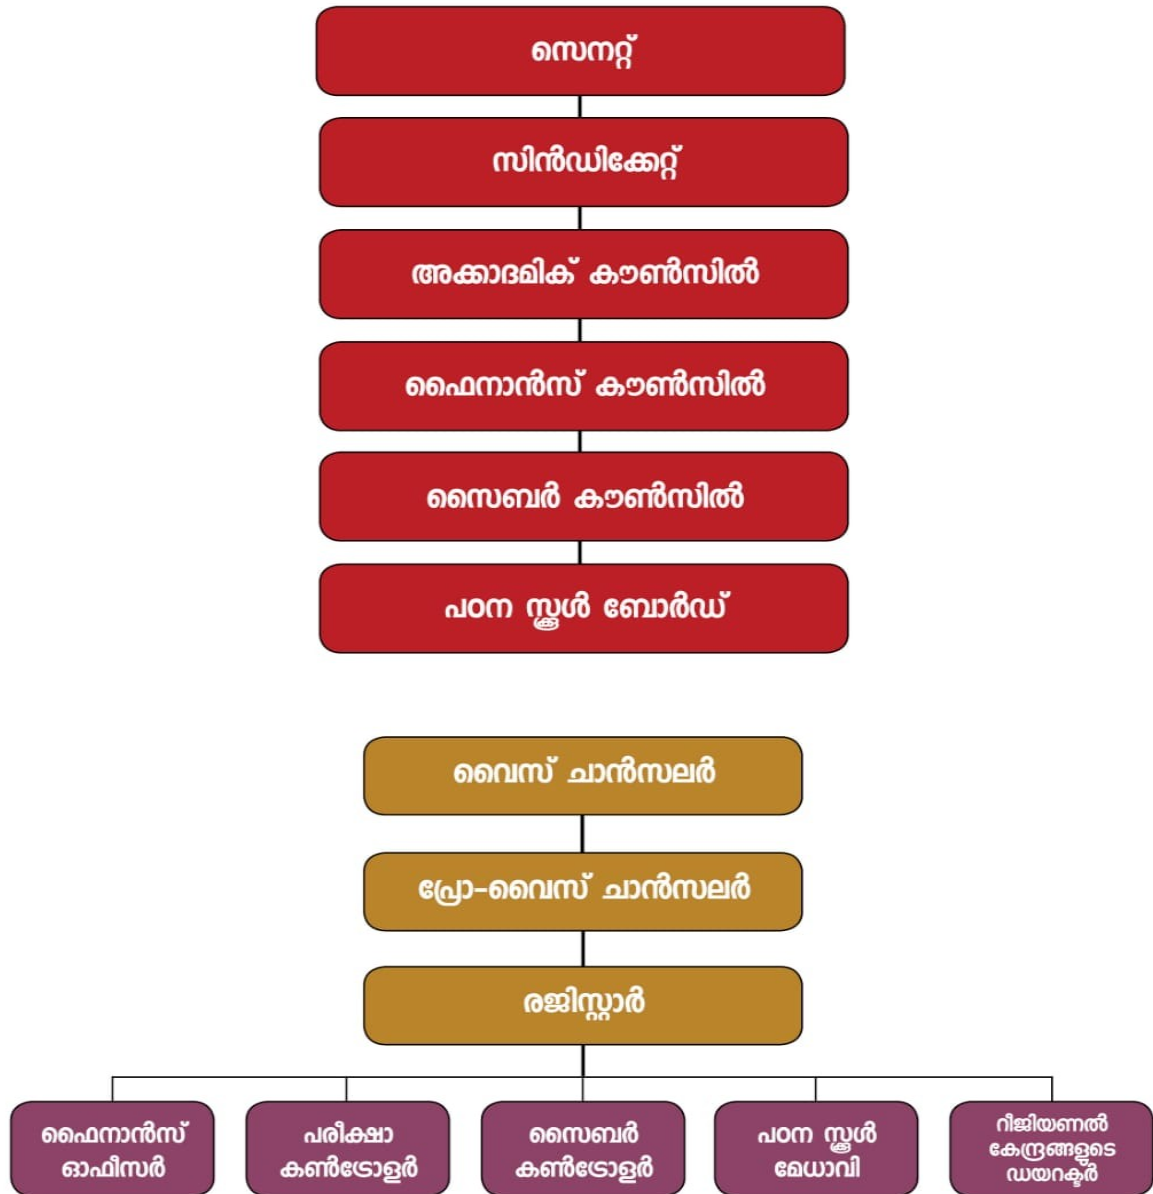 സെനറ്റ്
സിൻഡിക്കേറ്റ്
അക്കാദമിക് കൗൺസിൽ
ഫൈനാൻസ് കൗൺസിൽ
സൈബർ കൗൺസിൽ
പഠന സ്കൂൾ ബോർഡ്
വൈസ് ചാൻസലർ
പ്രോ-വൈസ് ചാൻസലർ
രജിസ്റ്റാർ
ഫൈനാൻസ്
ഓഫീസർ
പരീക്ഷാ
കൺട്രോളർ
സൈബർ
കൺട്രോളർ
പഠന സ്കൂൾ
മേധാവി
റീജിയണൽ
കേന്ദ്രങ്ങളുടെ
ഡയറക്ടർ